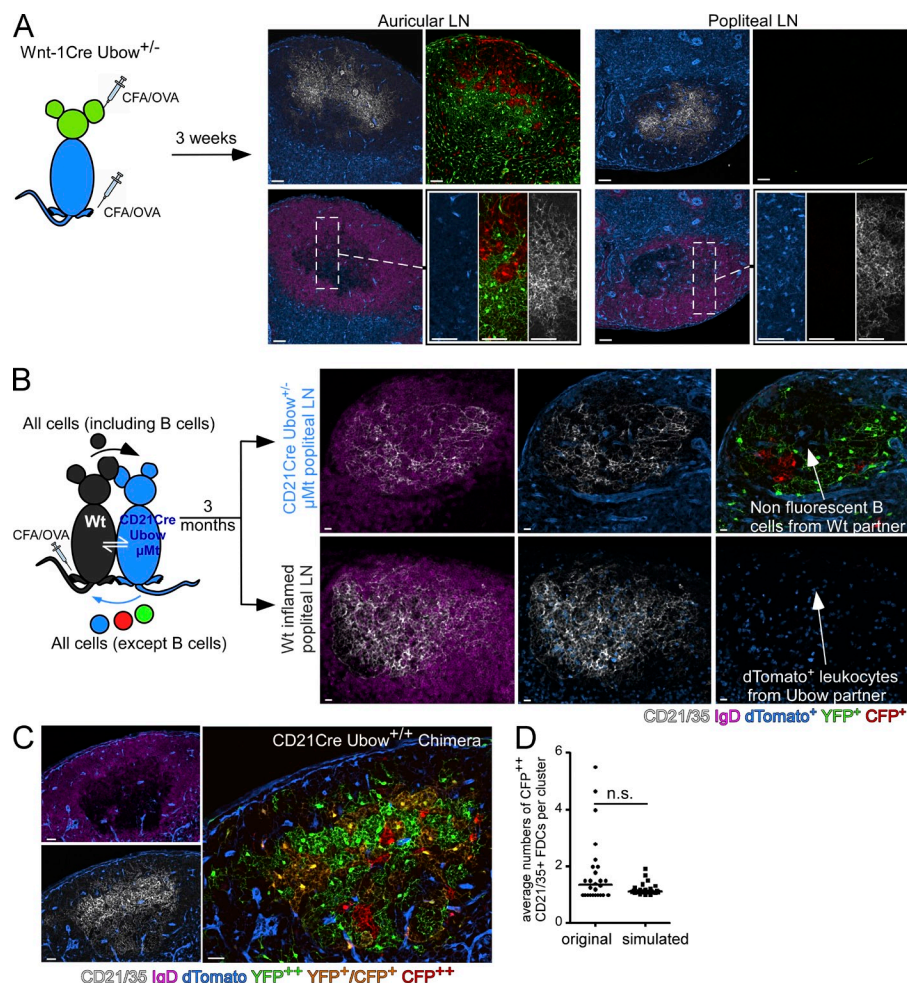 A
Wnt-1Cre Ubow+/-
CFA/OVA
CFA/OVA
3 weeks
Auricular LN
Popliteal LN
B
All cells (including B cells)
Wt
CD21Cre
Ubow
µMt
CFA/OVA
All cells (except B cells)
3
months
CD21Cre Ubow+/-
µMt popliteal LN
Wt inflamed
popliteal LN
Non fluorescent B
cells from Wt partner
dTomato+ leukocytes
from Ubow partner
CD21/35 IgD dTomato+ YFP+ CFP+
C
CD21Cre Ubow+/+ Chimera
CD21/35 IgD dTomato YFP++ YFP+/CFP+ CFP++
D
average numbers of CFP++
CD21/35+ FDCs per cluster
6
4
2
0
n.s.
original simulated